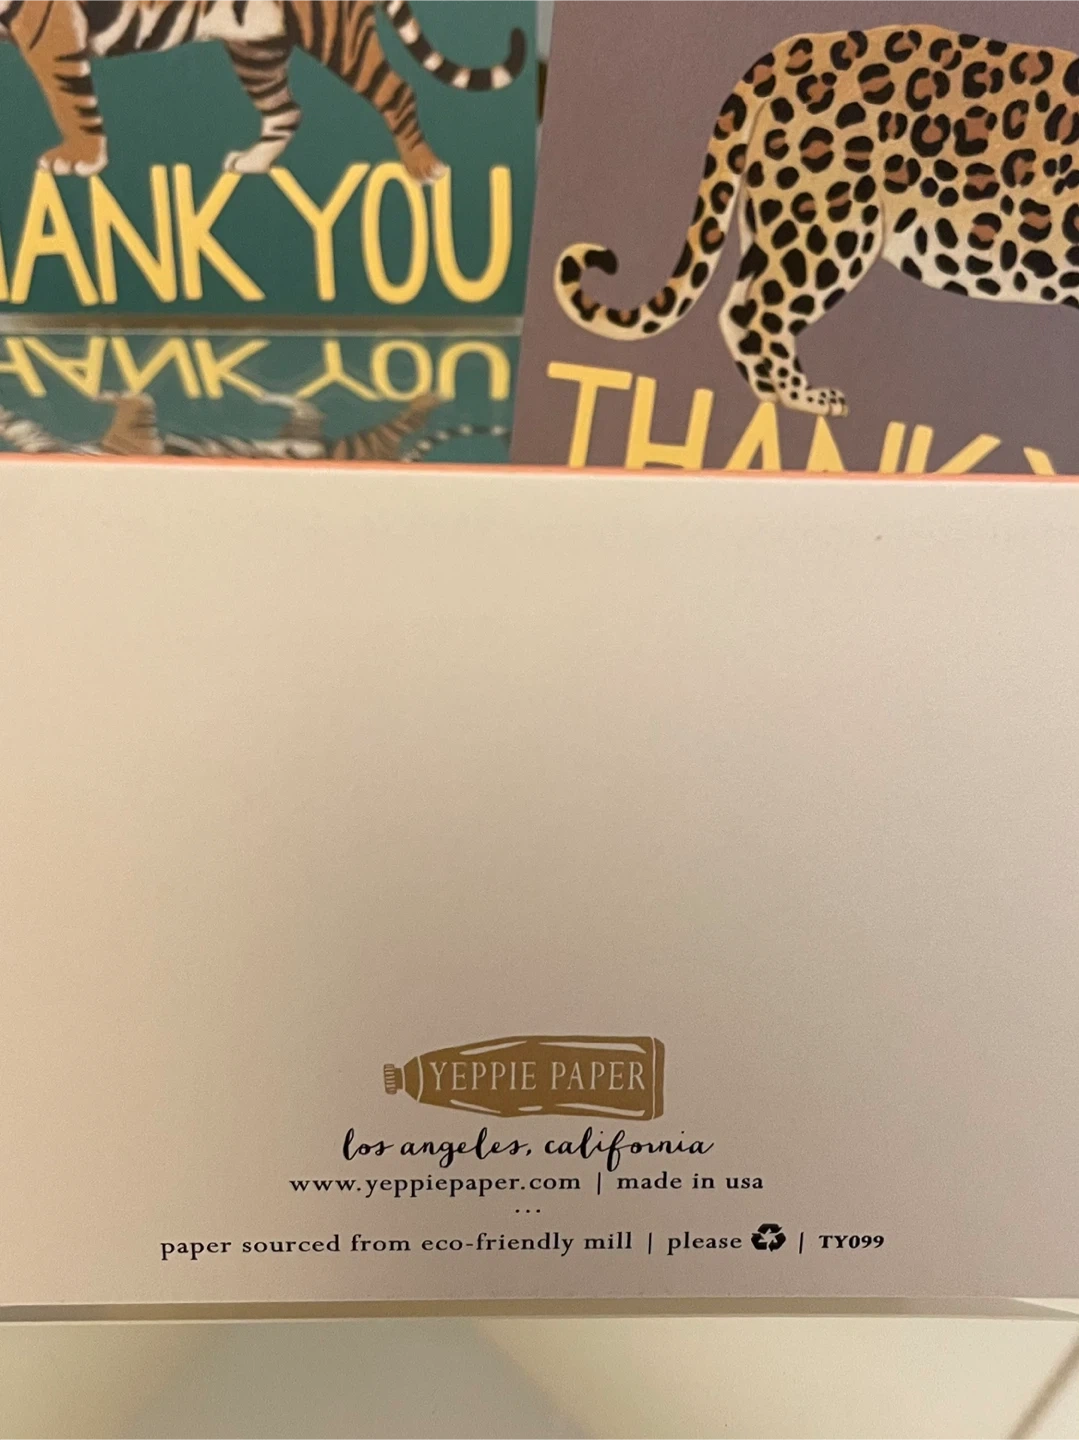 ANK YOU
THANK
YEPPIE PAPER
los angeles, california
www.yeppiepaper.com | made in usa
...
paper sourced from eco-friendly mill | please ♻ | TY099